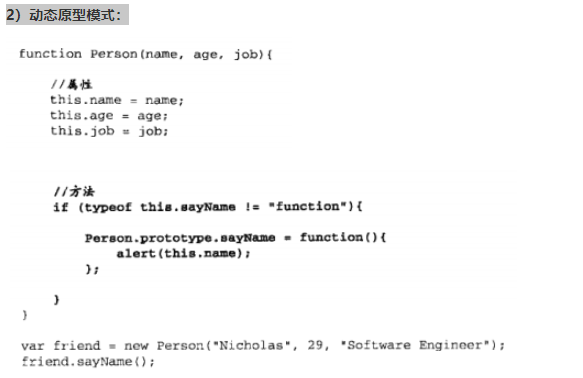 2）动态原型模式：
function Person(name, age, job){
//属性
this.name = name;
this.age = age;
this.job = job;
//方法
if (typeof this.sayName != "function"){
Person.prototype.sayName = function(){
alert(this.name);
};
}
}
var friend = new Person("Nicholas", 29, "Software Engineer");
friend.sayName();